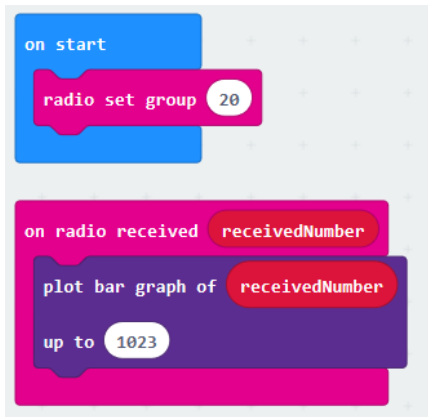 on start
radio set group 20
on radio received receivedNumber
plot bar graph of receivedNumber
up to 1023